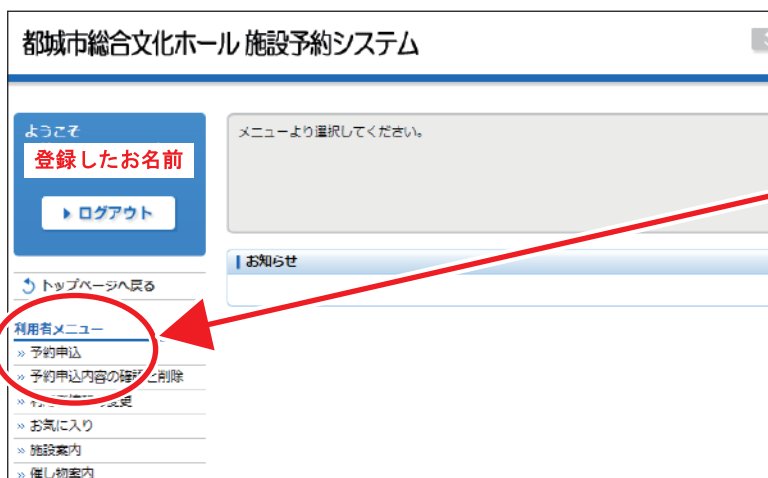 都城市総合文化ホール 施設予約システム
ようこそ
登録したお名前
ログアウト
メニューより選択してください。
お知らせ
トップページへ戻る
利用者メニュー
» 予約申込
» 予約申込内容の確認と削除
» の変更
» お気に入り
» 施設案内
» 催し物案内